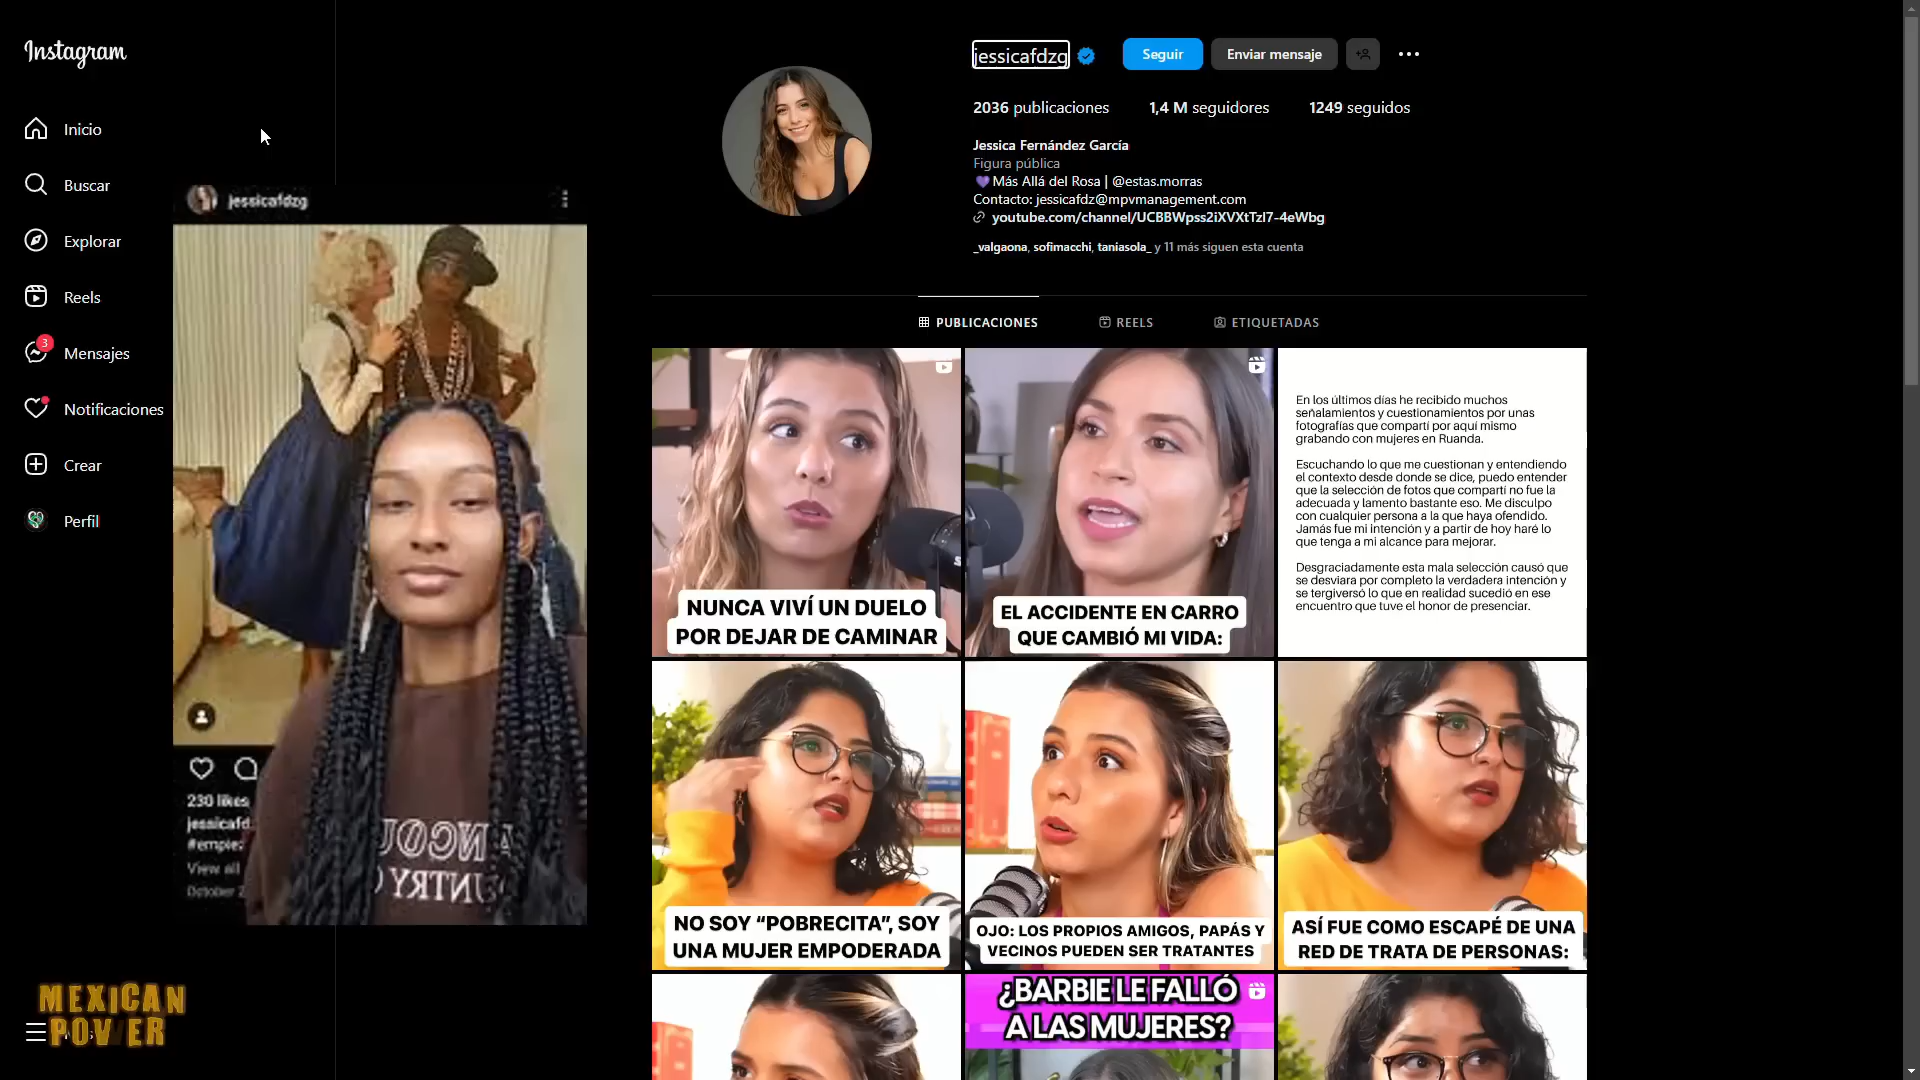 Instagram
Inicio
Buscar
Explorar
Reels
3
Mensajes
Notificaciones
Crear
Perfil
jessicafdzg
230 likes
jessicafd
#empie
View all
October 2
MEXICAN
POWER
jessicafdzg
Seguir
Enviar mensaje
2036 publicaciones
1,4 M seguidores
1249 seguidos
Jessica Fernández García
Figura pública
💜Más Allá del Rosa | @estas.morras
Contacto: jessicafdz@mpvmanagement.com
youtube.com/channel/UCBBWpss2iXVXtTzI7-4eWbg
_valgaona, sofimacchi, taniasola_ y 11 más siguen esta cuenta
PUBLICACIONES
REELS
ETIQUETADAS
NUNCA VIVÍ UN DUELO
POR DEJAR DE CAMINAR
EL ACCIDENTE EN CARRO
QUE CAMBIÓ MI VIDA:
En los últimos días he recibido muchos
señalamientos y cuestionamientos por unas
fotografías que compartí por aquí mismo
grabando con mujeres en Ruanda.
Escuchando lo que me cuestionan y entendiendo
el contexto desde donde se dice, puedo entender
que la selección de fotos que compartí no fue la
adecuada y lamento bastante eso. Me disculpo
con cualquier persona a la que haya ofendido.
Jamás fue mi intención y a partir de hoy haré lo
que tenga a mi alcance para mejorar.
Desgraciadamente esta mala selección causó que
se desviara por completo la verdadera intención y
se tergiversó lo que en realidad sucedió en ese
encuentro que tuve el honor de presenciar.
NO SOY “POBRECITA”, SOY
UNA MUJER EMPODERADA
OJO: LOS PROPIOS AMIGOS, PAPÁS Y
VECINOS PUEDEN SER TRATANTES
ASÍ FUE COMO ESCAPÉ DE UNA
RED DE TRATA DE PERSONAS:
¿BARBIE LE FALLÓ
A LAS MUJERES?